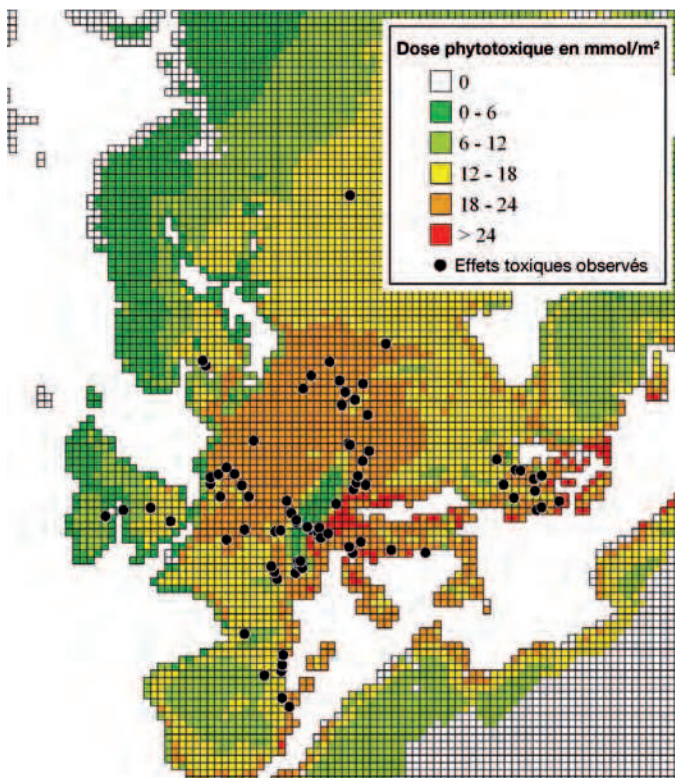 Dose phytotoxique en mmol/m²
0
0 - 6
6 - 12
12 - 18
18 - 24
> 24
Effets toxiques observés